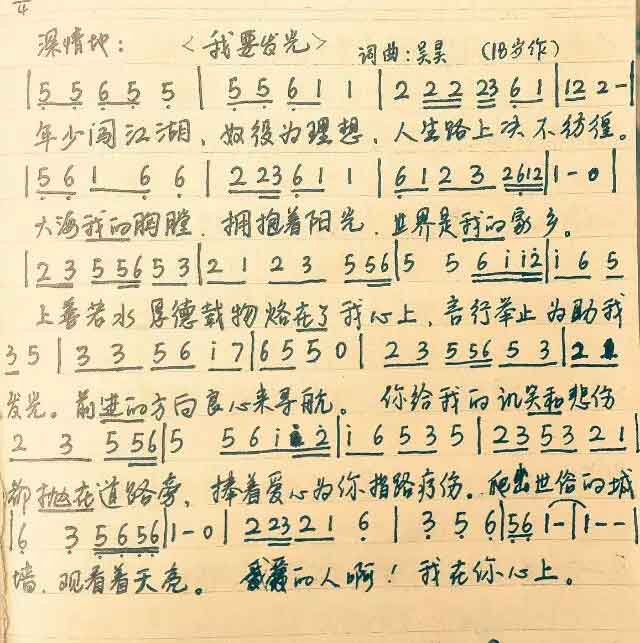 4
深情地： <我要发光> 词曲:吴昊 (18岁作)
|5 5 6 5 5 | 5 5 6 1 1 | 2 2 2 23 6 1 |12 2-|
年少闯江湖，奴役为理想，人生路上决不彷徨。
|5 6 1 6 6 | 2 23 6 1 1 |6 1 2 3 2612|1-0|
大海我的胸膛，拥抱着阳光，世界是我的家乡。
|2 3 5 56 5 3 |2 1 2 3 5 56|5 5 6 i i2|i 6 5
上善若水 厚德载物 烙在了我心上，言行举止为助我
3 5 | 3 3 5 6 i 7|6 5 5 0 | 2 3 5 56 5 3 |2 1
发光。前进的方向良心来导航。 你给我的讥笑和悲伤
2 3 5 56|5 5 6 i 2|i 6 5 3 5 |2 3 5 3 2 1|
都抛在道路旁，捧着爱心为你指路疗伤。爬出世俗的城
|6 3 5 6 5 6|1-0| 2 23 2 1 6 | 3 5 6|56 1-|1--|
墙，观看着天亮。 的人啊！我在你心上。